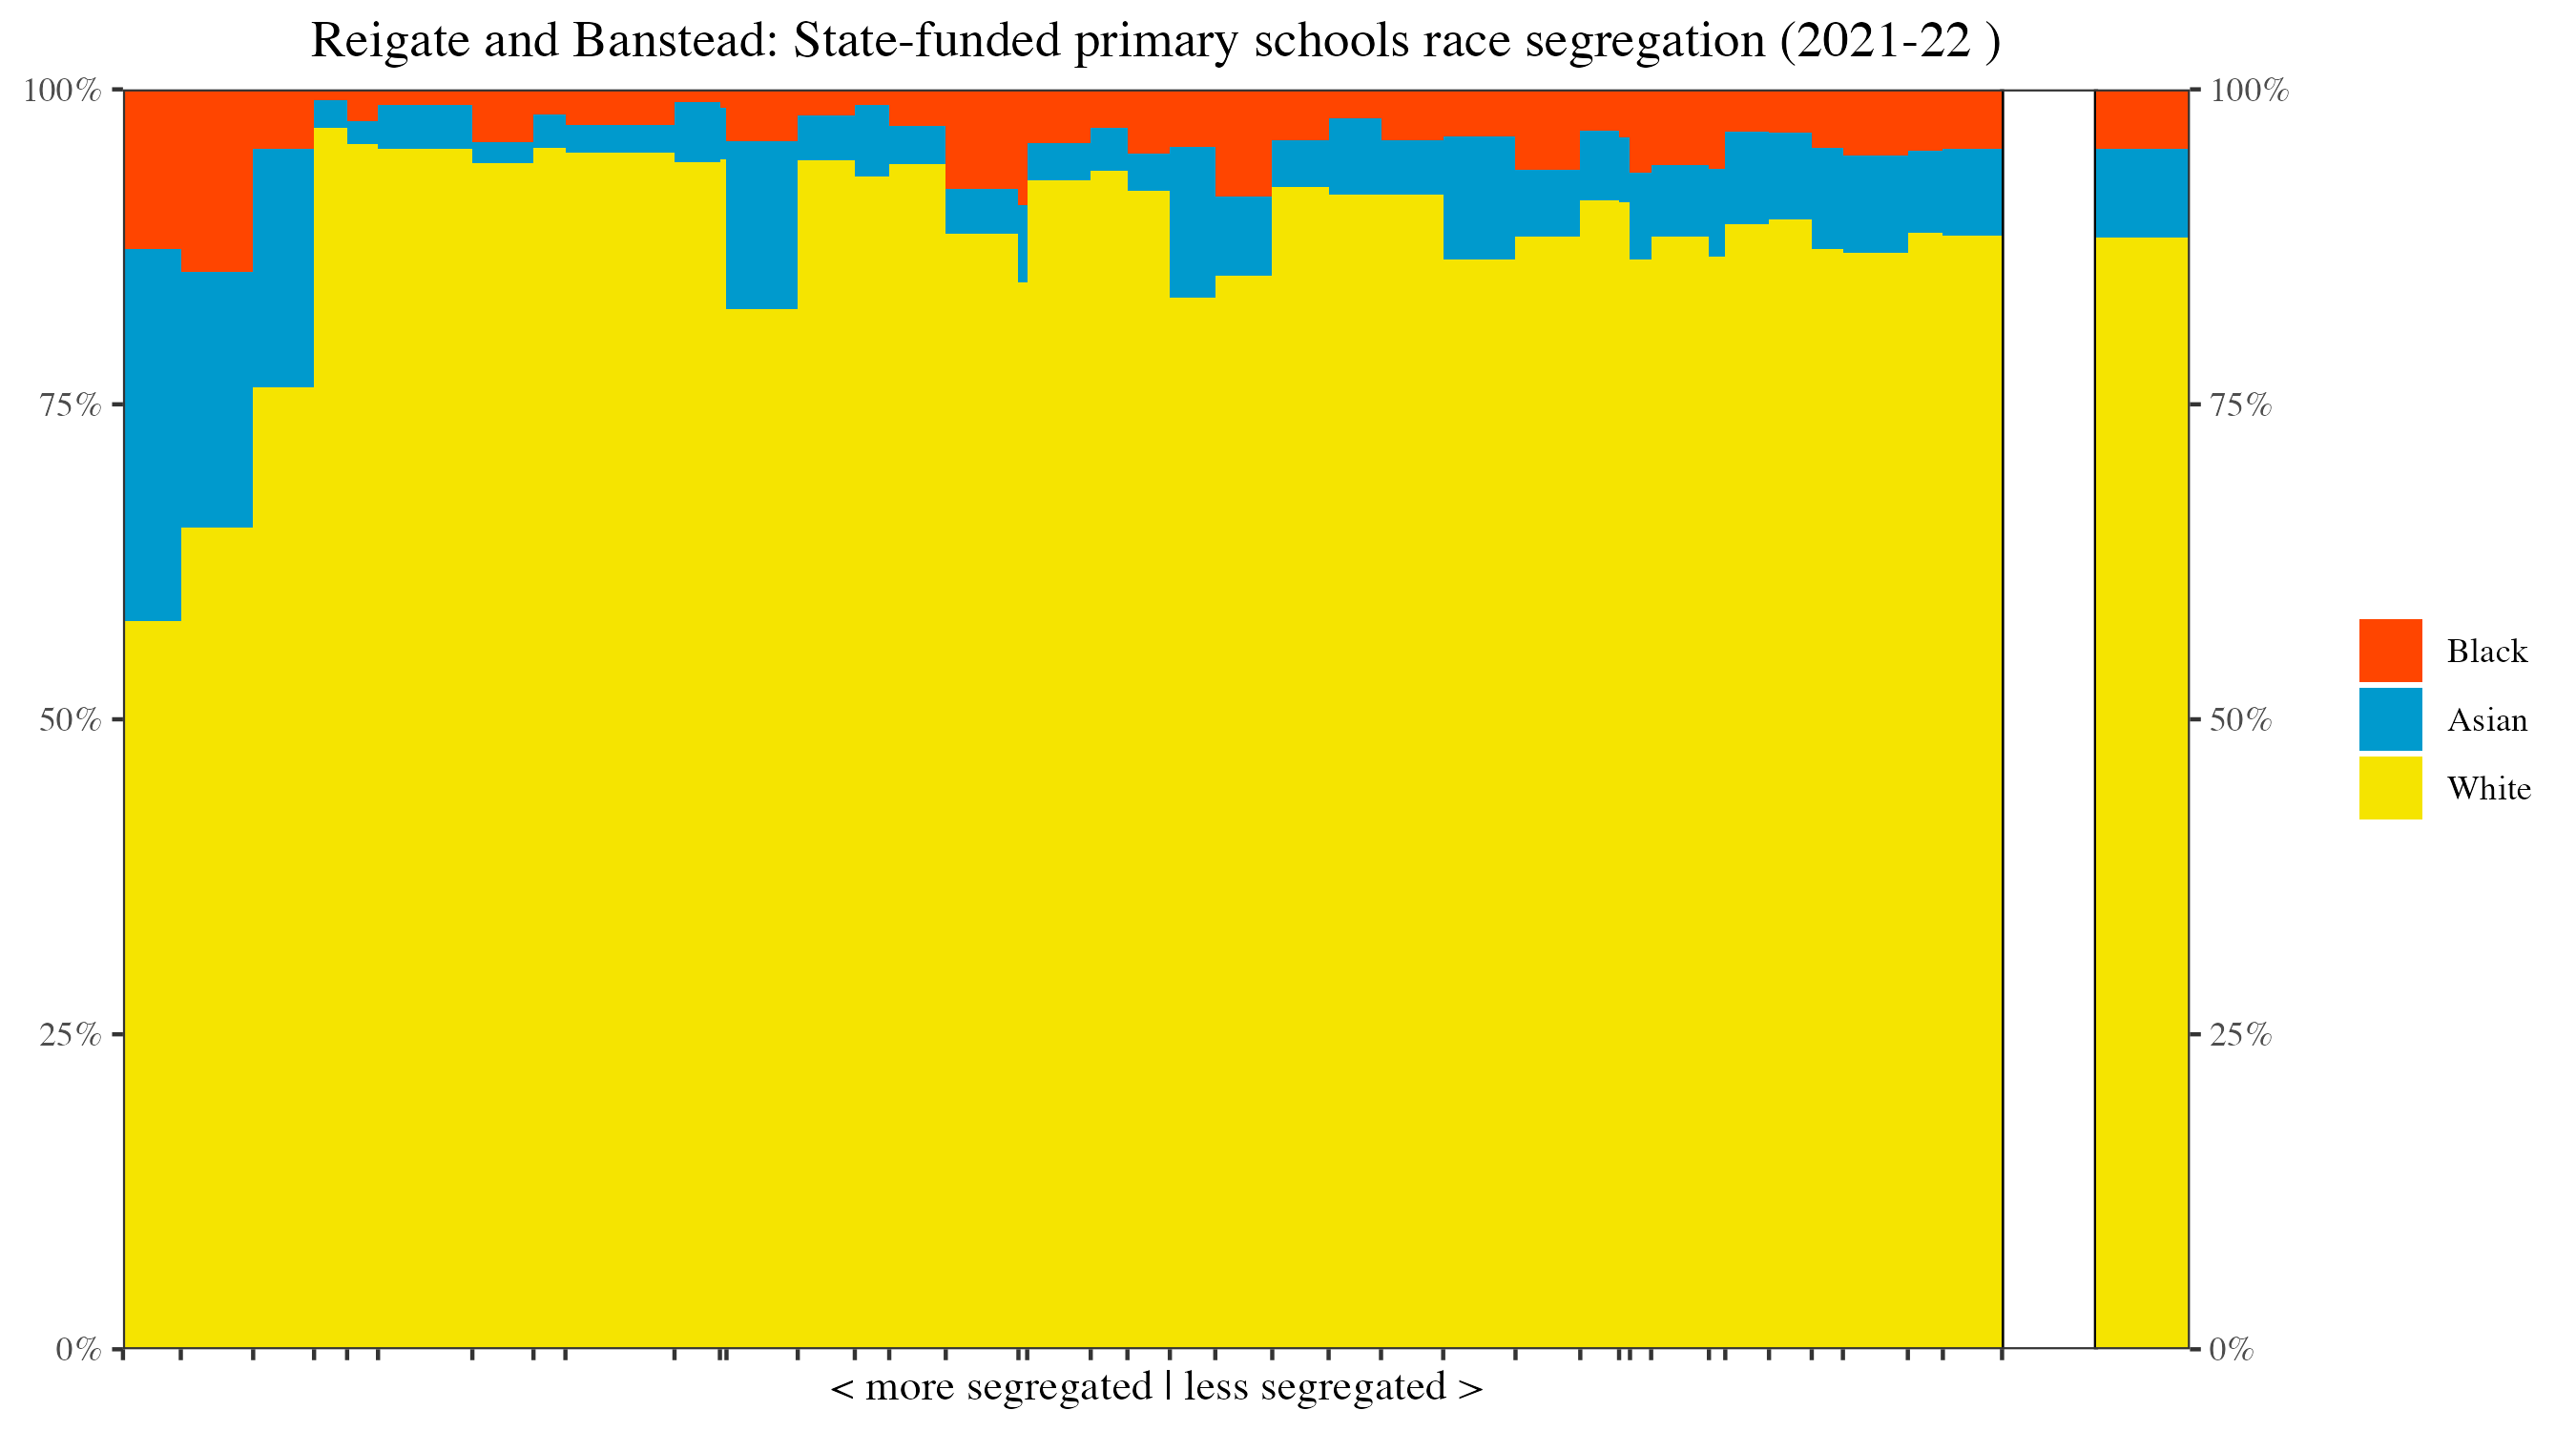 Reigate and Banstead: State-funded primary schools race segregation (2021-22 )
100%
75%
50%
25%
0%
100%
75%
50%
25%
0%
Black
Asian
White
< more segregated | less segregated >